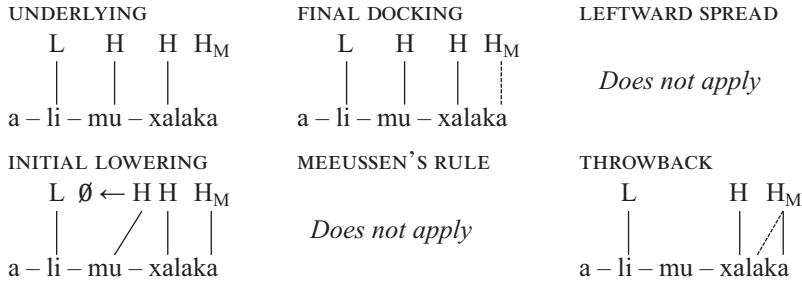 UNDERLYING
L H H H_M
a – li – mu – xalaka
FINAL DOCKING
L H H H_M
a – li – mu – xalaka
LEFTWARD SPREAD
Does not apply
INITIAL LOWERING
L Ø ← H H H_M
a – li – mu – xalaka
MEEUSSEN’S RULE
Does not apply
THROWBACK
L H H_M
a – li – mu – xalaka